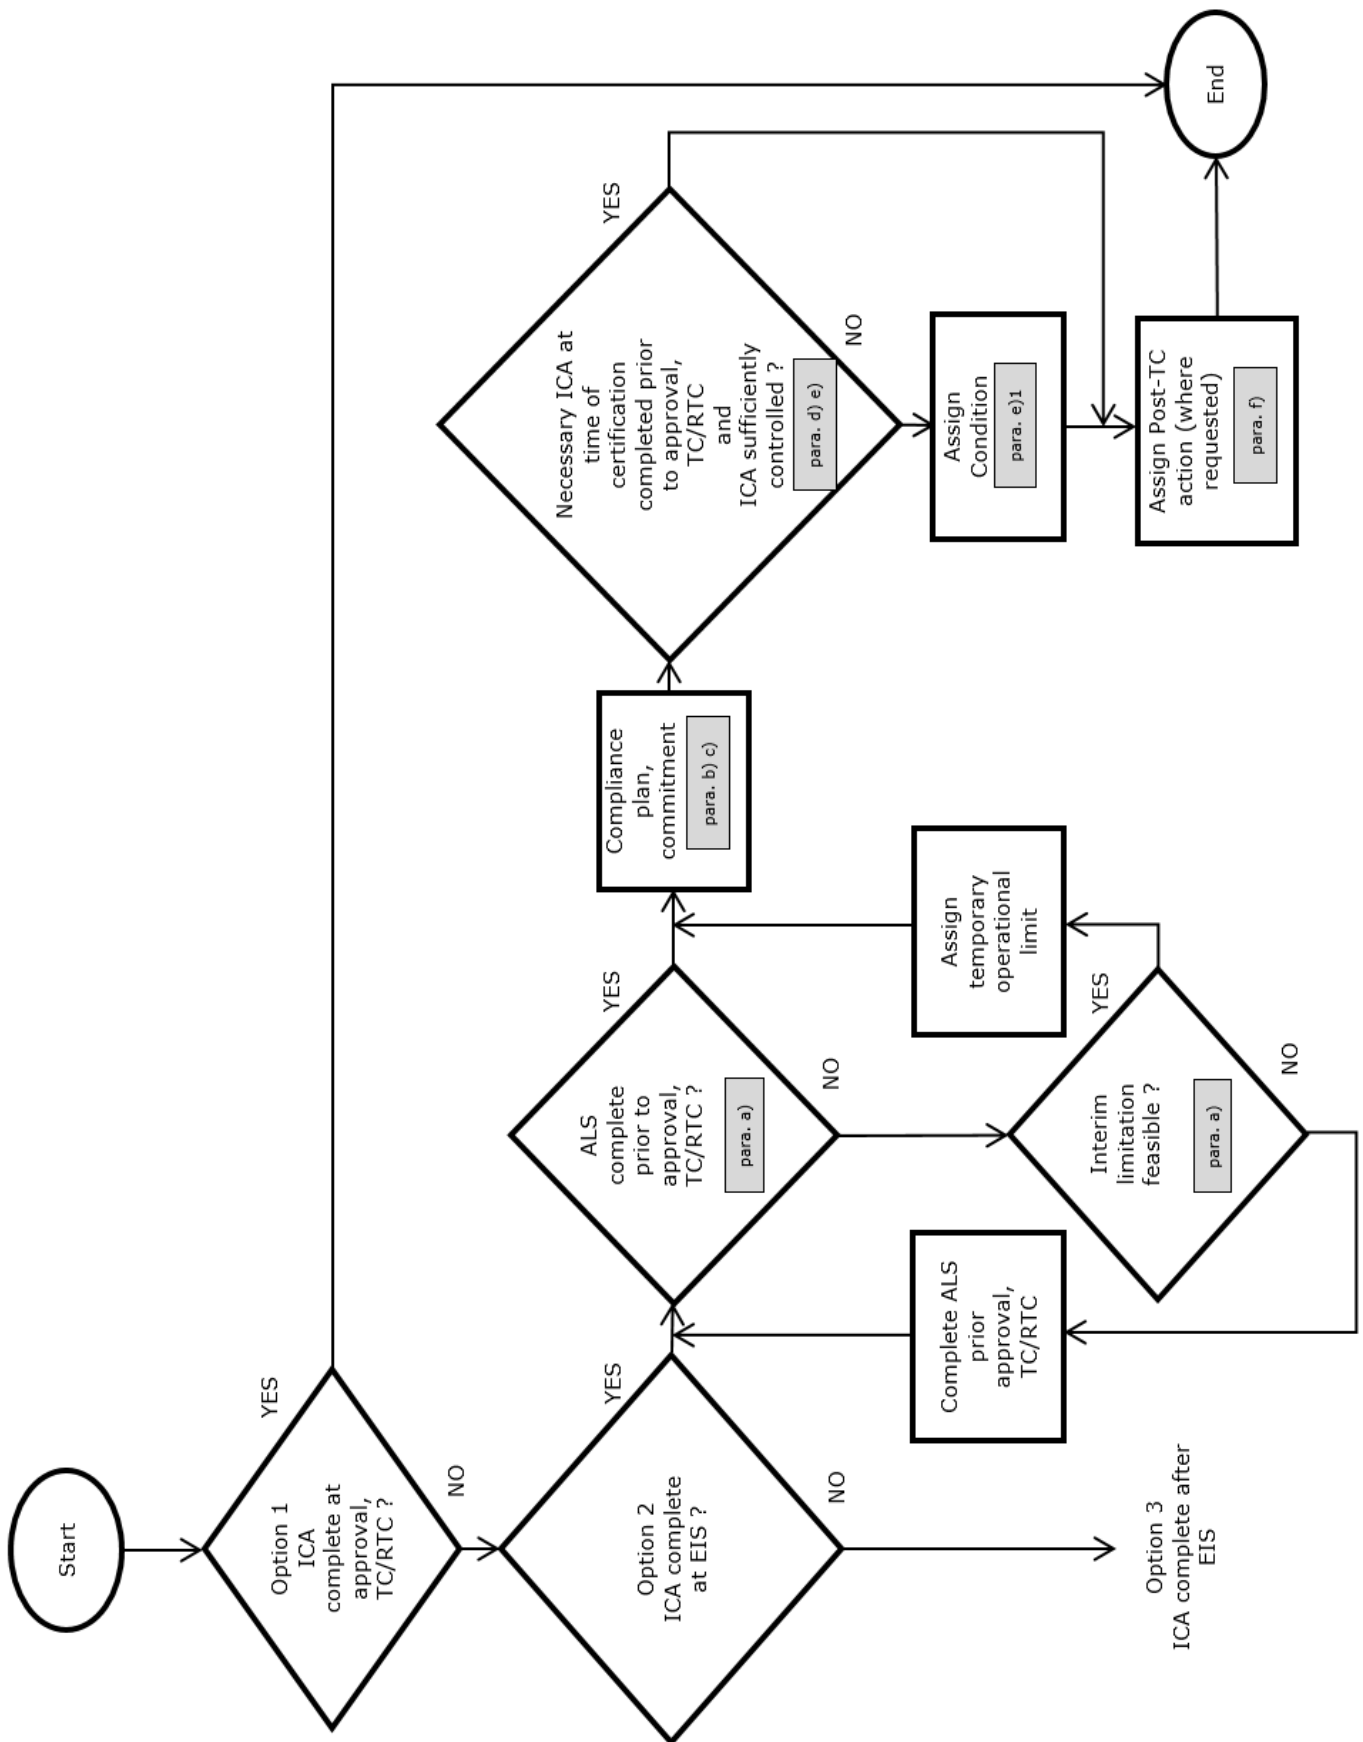 Start
Option 1
ICA
complete at
approval,
TC/RTC ?
YES
NO
Option 2
ICA complete
at EIS ?
YES
NO
Option 3
ICA complete after
EIS
ALS
complete
prior to
approval,
TC/RTC ?
para. a)
YES
NO
Interim
limitation
feasible ?
para. a)
YES
NO
Complete ALS
prior
approval,
TC/RTC
Assign
temporary
operational
limit
Compliance
plan,
commitment
para. b) c)
Necessary ICA at
time of
certification
completed prior
to approval,
TC/RTC
and
ICA sufficiently
controlled ?
para. d) e)
YES
NO
Assign
Condition
para. e)1
Assign Post-TC
action (where
requested)
para. f)
End